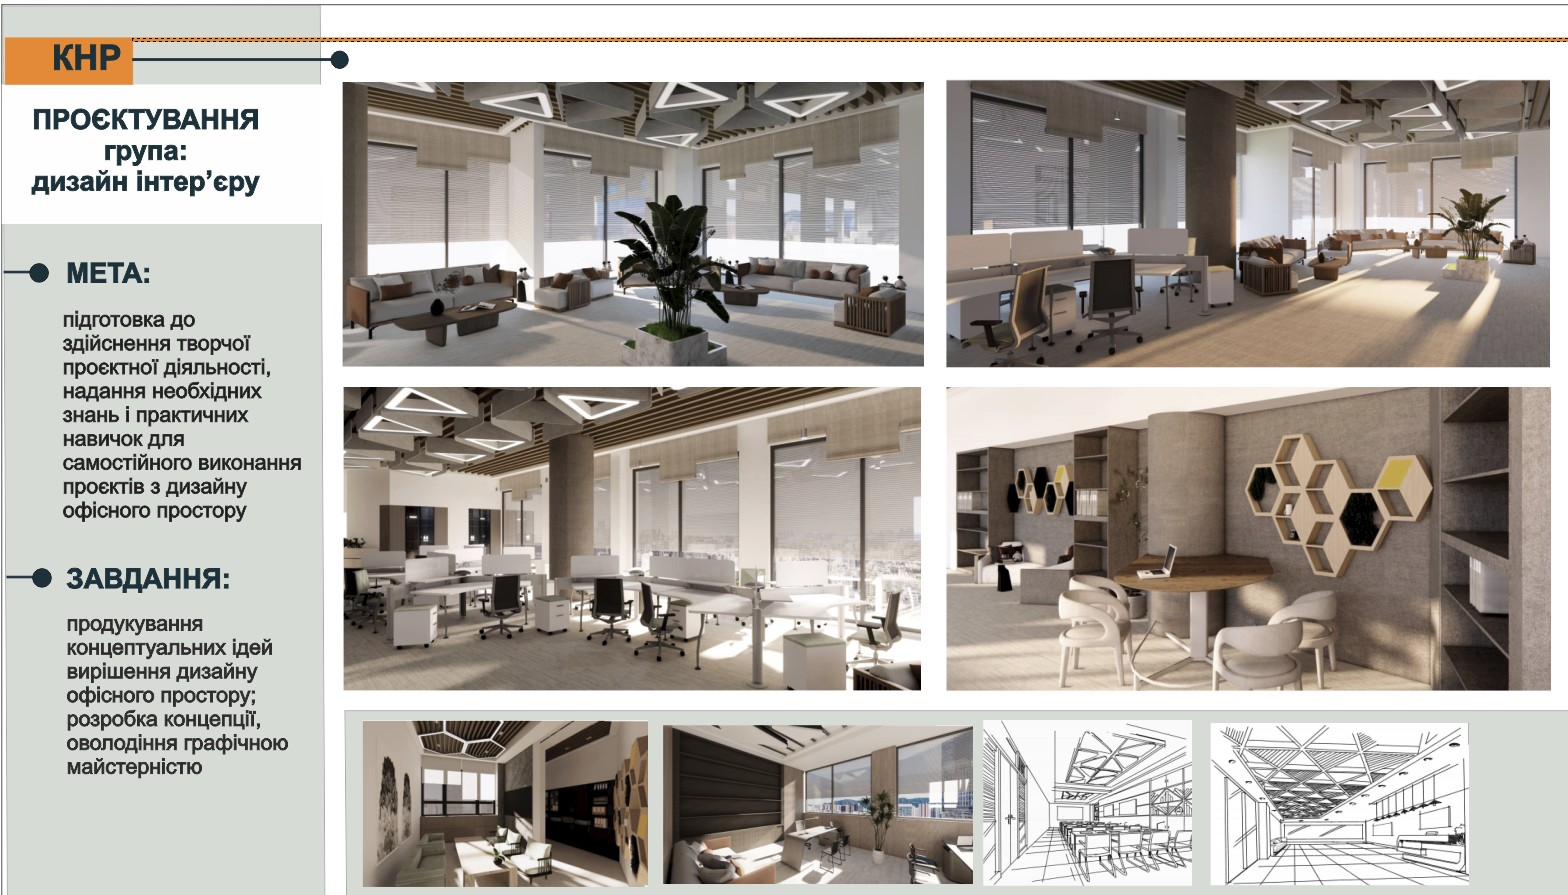 КНР
ПРОЄКТУВАННЯ
група:
дизайн інтер’єру
МЕТА:
підготовка до
здійснення творчої
проєктної діяльності,
надання необхідних
знань і практичних
навичок для
самостійного виконання
проєктів з дизайну
офісного простору
ЗАВДАННЯ:
продукування
концептуальних ідей
вирішення дизайну
офісного простору;
розробка концепції,
оволодіння графічною
майстерністю